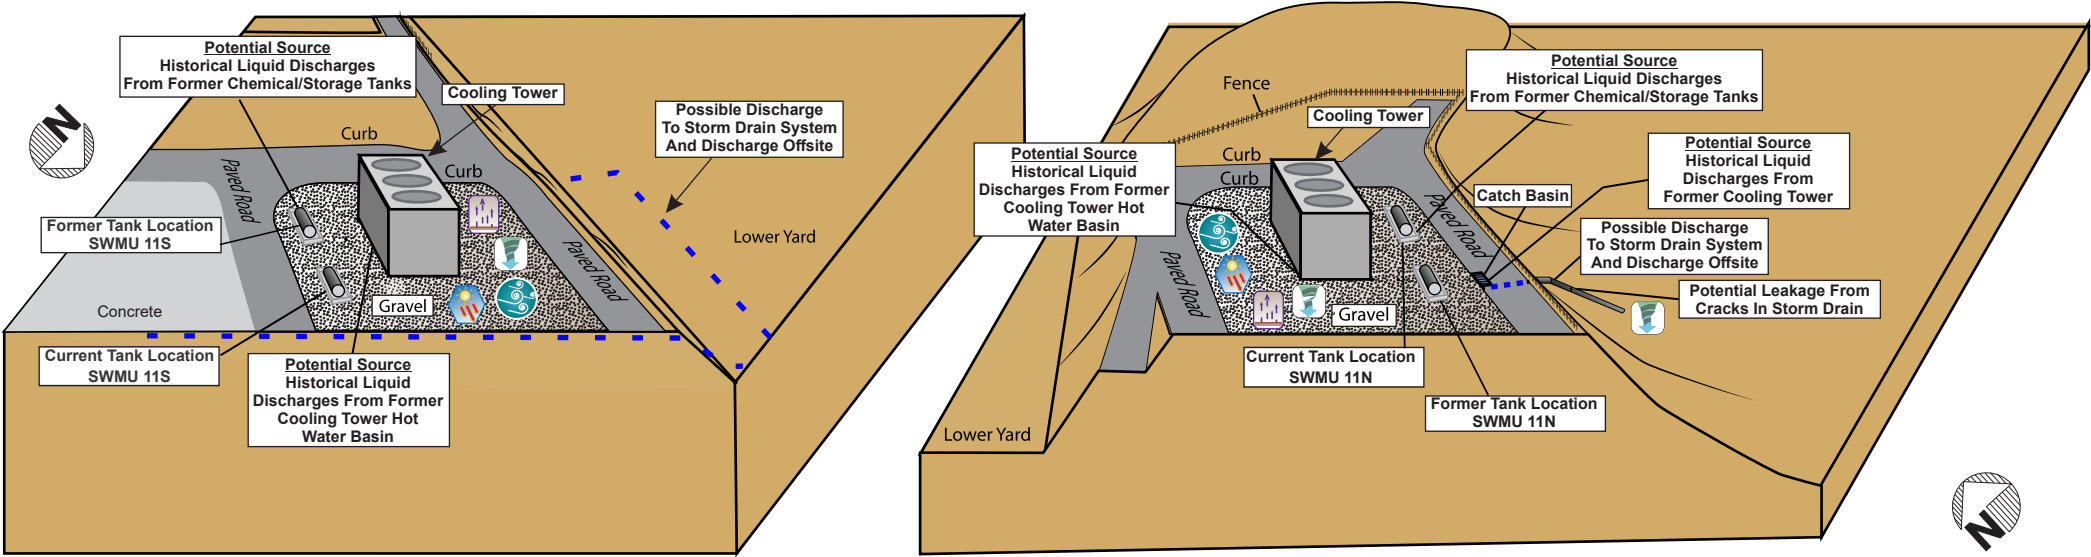 Potential Source
Historical Liquid Discharges
From Former Chemical/Storage Tanks
Cooling Tower
N
Possible Discharge
To Storm Drain System
And Discharge Offsite
Curb
Curb
Paved Road
Former Tank Location
SWMU 11S
Lower Yard
Paved Road
Gravel
Concrete
Current Tank Location
SWMU 11S
Potential Source
Historical Liquid
Discharges From Former
Cooling Tower Hot
Water Basin
Fence
Potential Source
Historical Liquid Discharges
From Former Chemical/Storage Tanks
Cooling Tower
Potential Source
Historical Liquid
Discharges From Former
Cooling Tower Hot
Water Basin
Curb
Curb
Potential Source
Historical Liquid
Discharges From
Former Cooling Tower
Catch Basin
Paved Road
Possible Discharge
To Storm Drain System
And Discharge Offsite
Paved Road
Potential Leakage From
Cracks In Storm Drain
Gravel
Current Tank Location
SWMU 11N
Former Tank Location
SWMU 11N
Lower Yard
N